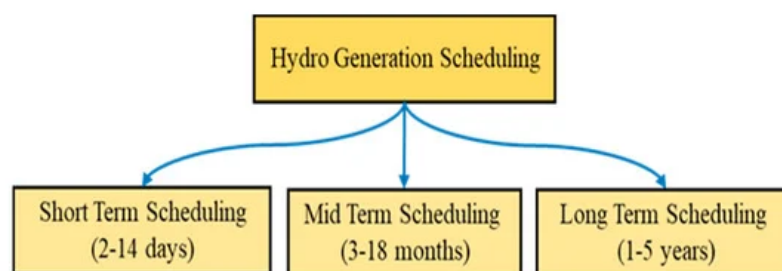 Hydro Generation Scheduling
Short Term Scheduling
(2-14 days)
Mid Term Scheduling
(3-18 months)
Long Term Scheduling
(1-5 years)